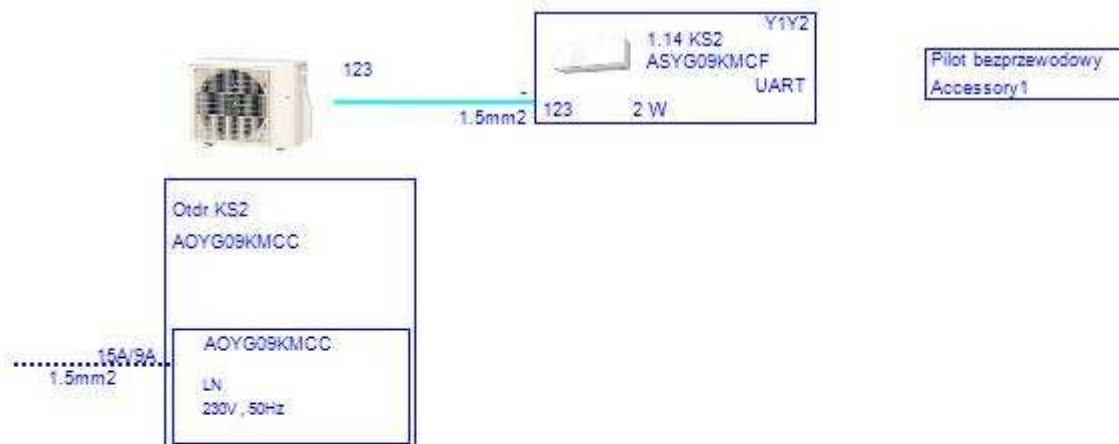 Y1Y2
1.14 KS2
ASYG09KMCF
UART
123
2 W
123
-
1.5mm2
Pilot bezprzewodowy
Accessory1
Otdr KS2
AOYG09KMCC
15A/9A
1.5mm2
AOYG09KMCC
LN
230V , 50Hz